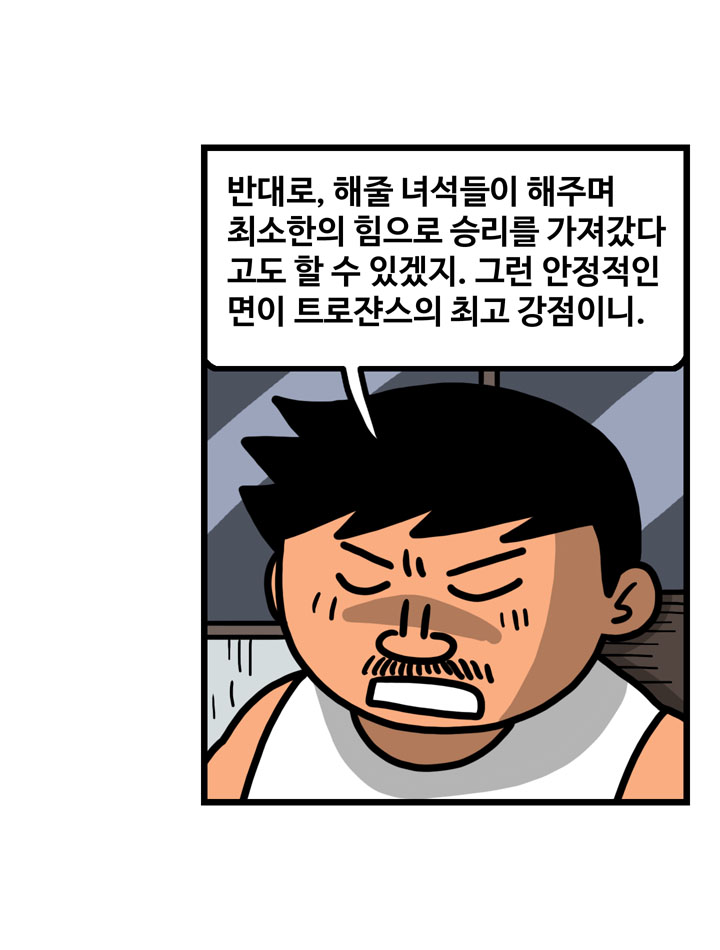 반대로, 해줄 녀석들이 해주며
최소한의 힘으로 승리를 가져갔다
고도 할 수 있겠지. 그런 안정적인
면이 트로쟌스의 최고 강점이니.